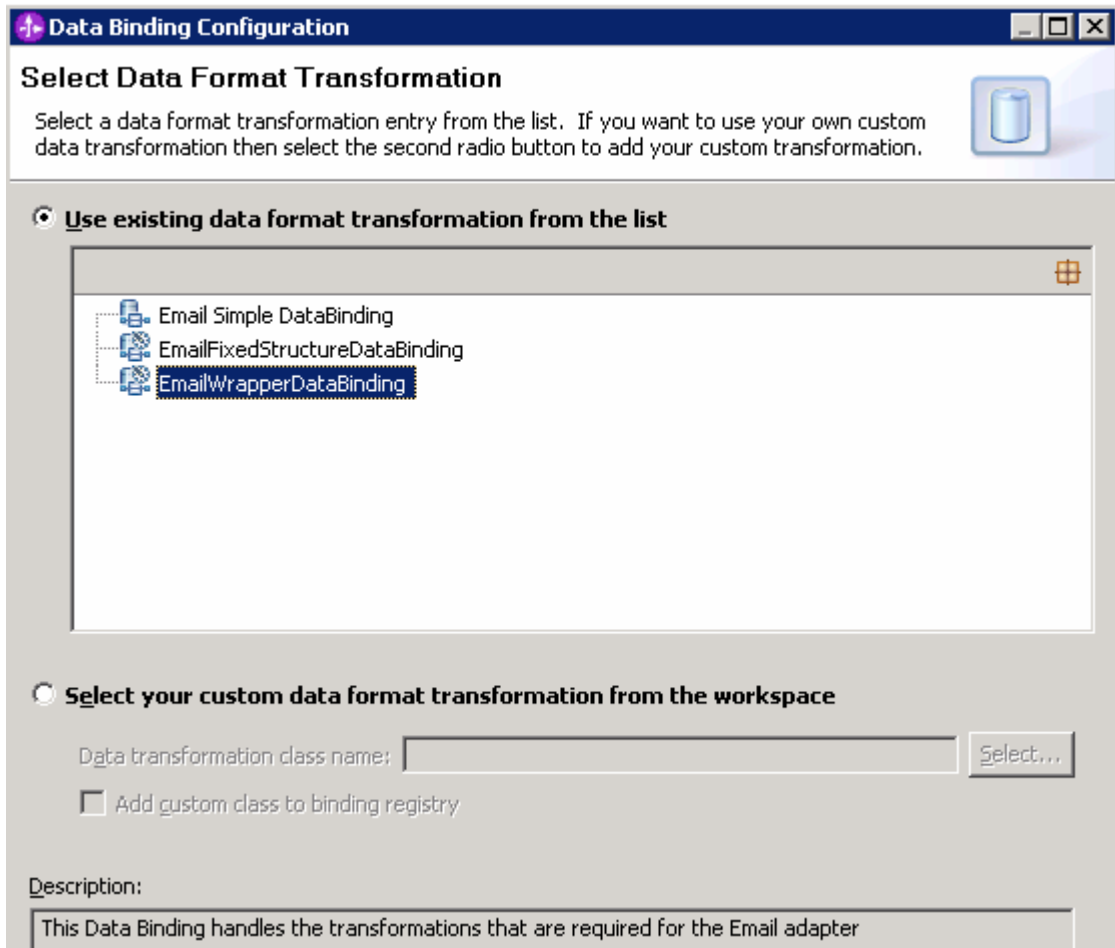 Data Binding Configuration
Select Data Format Transformation
Select a data format transformation entry from the list. If you want to use your own custom
data transformation then select the second radio button to add your custom transformation.
Use existing data format transformation from the list
Email Simple DataBinding
EmailFixedStructureDataBinding
EmailWrapperDataBinding
Select your custom data format transformation from the workspace
Data transformation class name:
Select...
Add custom class to binding registry
Description:
This Data Binding handles the transformations that are required for the Email adapter